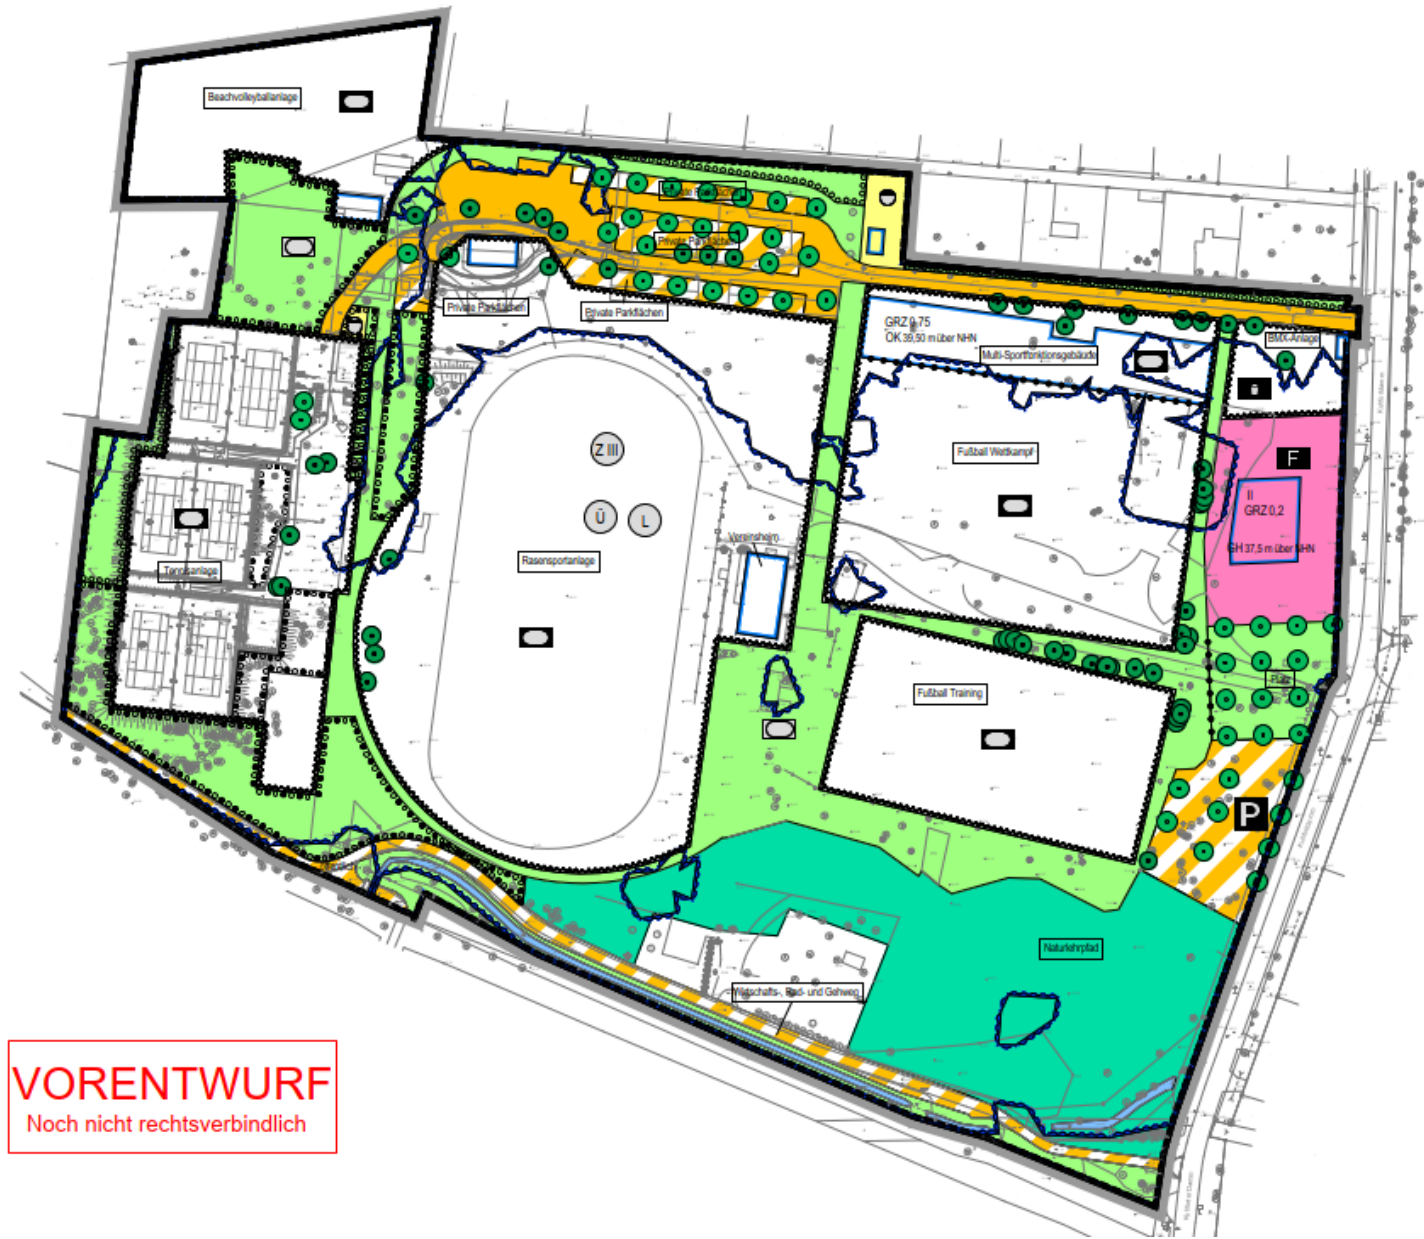 Beachvolleyballanlage
Private Parkflächen
Private Parkflächen
Private Parkflächen
GRZ 0,75
OK 39,50 m über NHN
Multi-Sportfunktionsgebäude
BMX-Anlage
Z III
Fußball Wettkampf
F
II
GRZ 0,2
GH 37,5 m über NHN
Ü
L
Vereinsheim
Rasensportanlage
Tennisanlage
Platz
Fußball Training
P
Naturlehrpfad
Wirtschafts-, Rad- und Gehweg
VORENTWURF
Noch nicht rechtsverbindlich